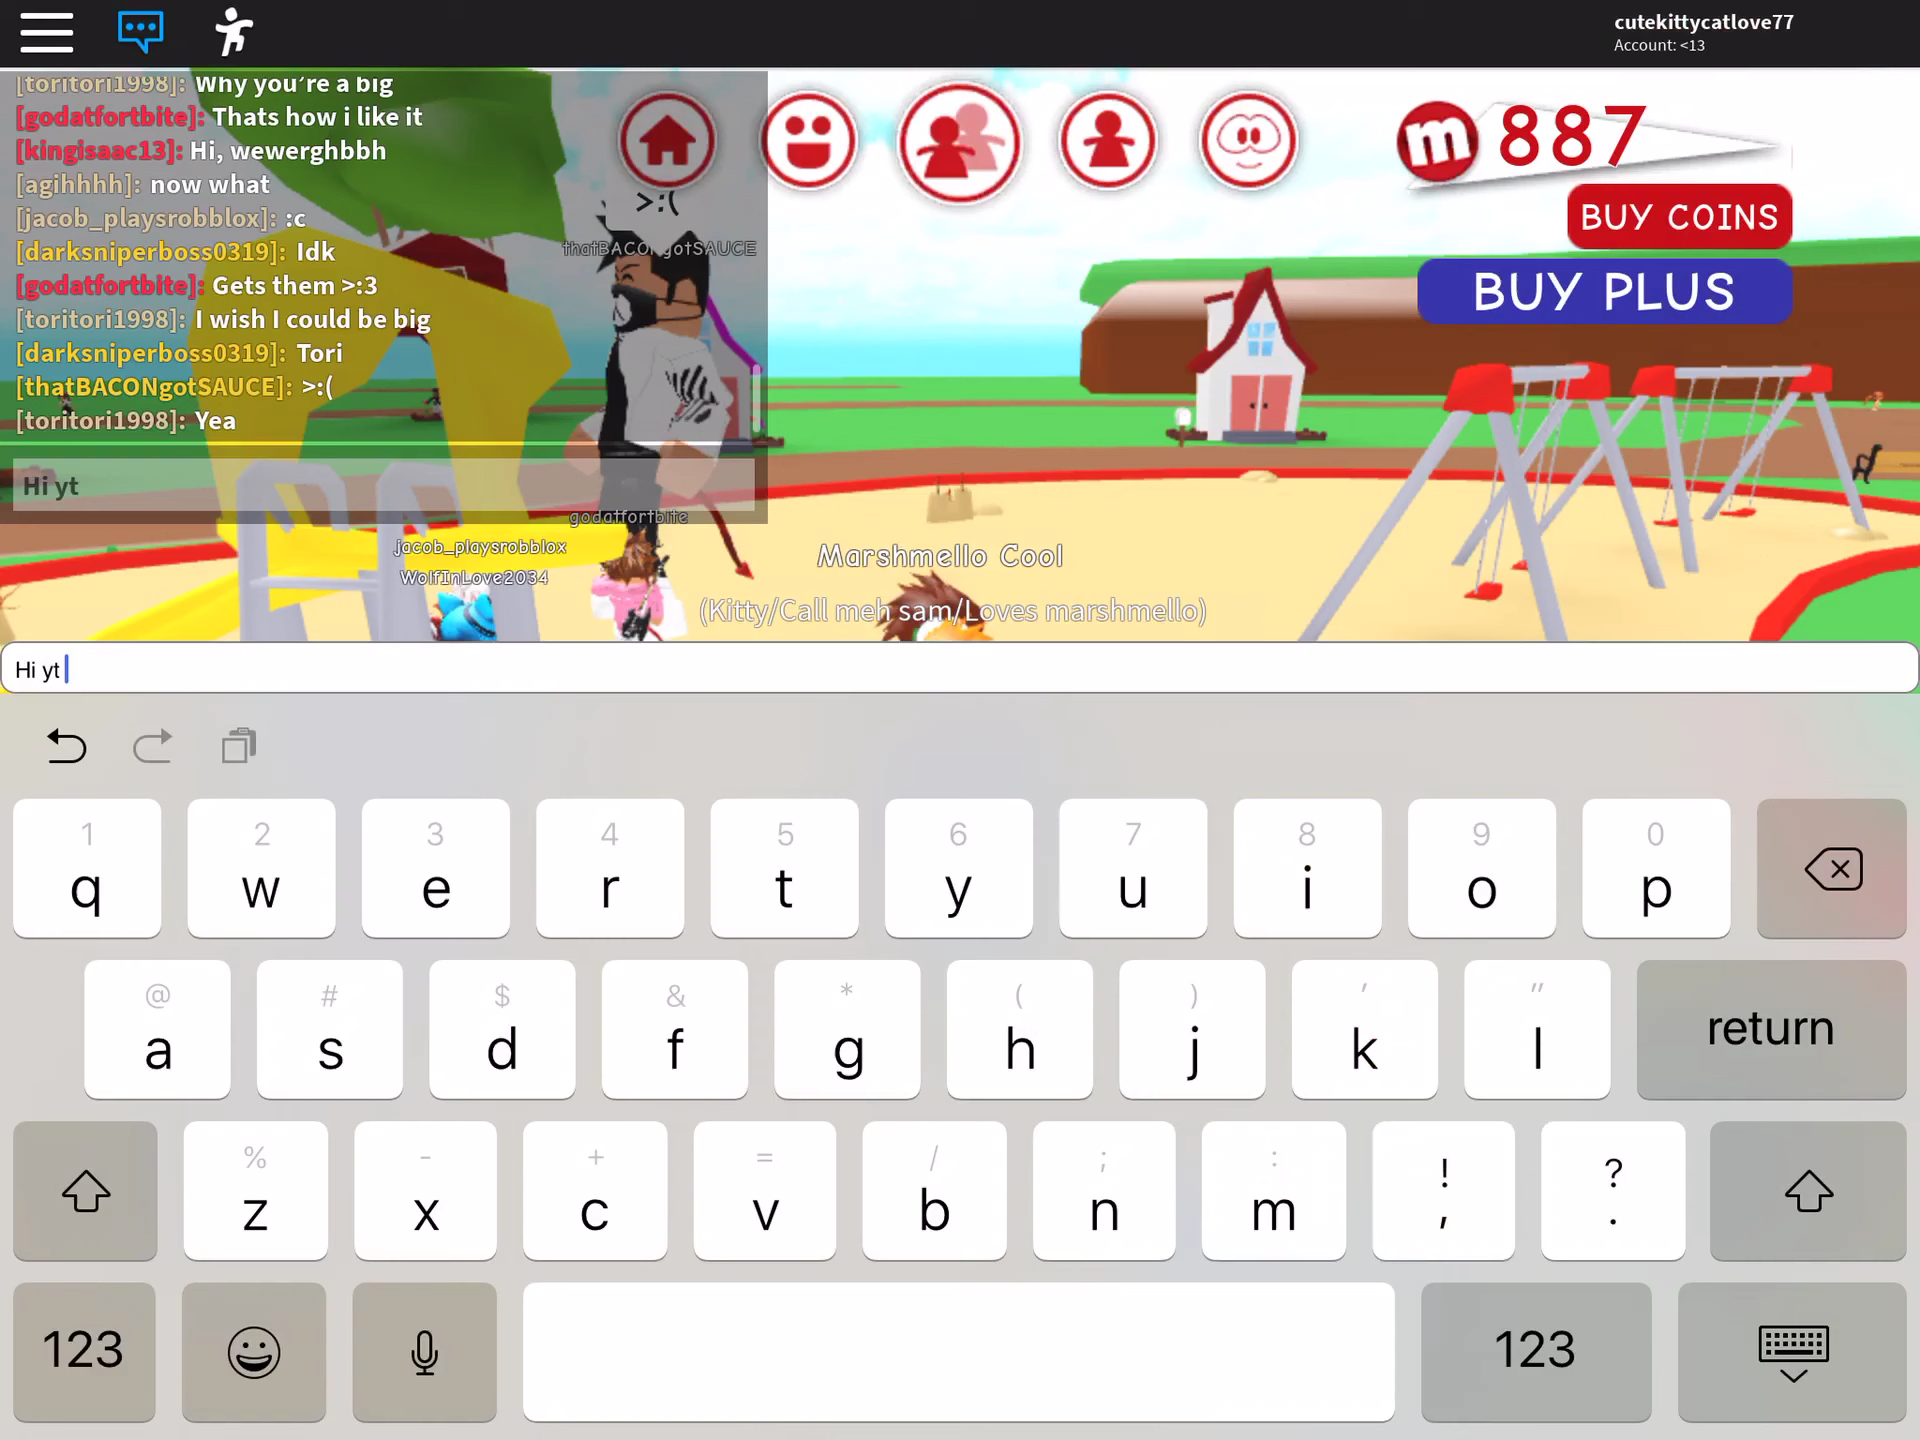 cutekittycatlove77
Account: <13
[toritori1998]: Why you're a big
[godatfortbite]: Thats how i like it
[kingisaac13]: Hi, wewerghbbh
[agihhhh]: now what
[jacob_playsrobblox]: :c
[darksniperboss0319]: Idk
[godatfortbite]: Gets them >:3
[toritori1998]: I wish I could be big
[darksniperboss0319]: Tori
[thatBACONgotSAUCE]: >:(
[toritori1998]: Yea
Hi yt
>:(
thatBACONgotSAUCE
m 887
BUY COINS
BUY PLUS
godatfortbite
jacob_playsrobblox
WolfInLove2034
Marshmello Cool
(Kitty/Call meh sam/Loves marshmello)
Hi yt
1 2 3 4 5 6 7 8 9 0
q w e r t y u i o p
@ # $ & * ( ) ' "
a s d f g h j k l return
% - + = / ; : ! ?
z x c v b n m , .
123 123